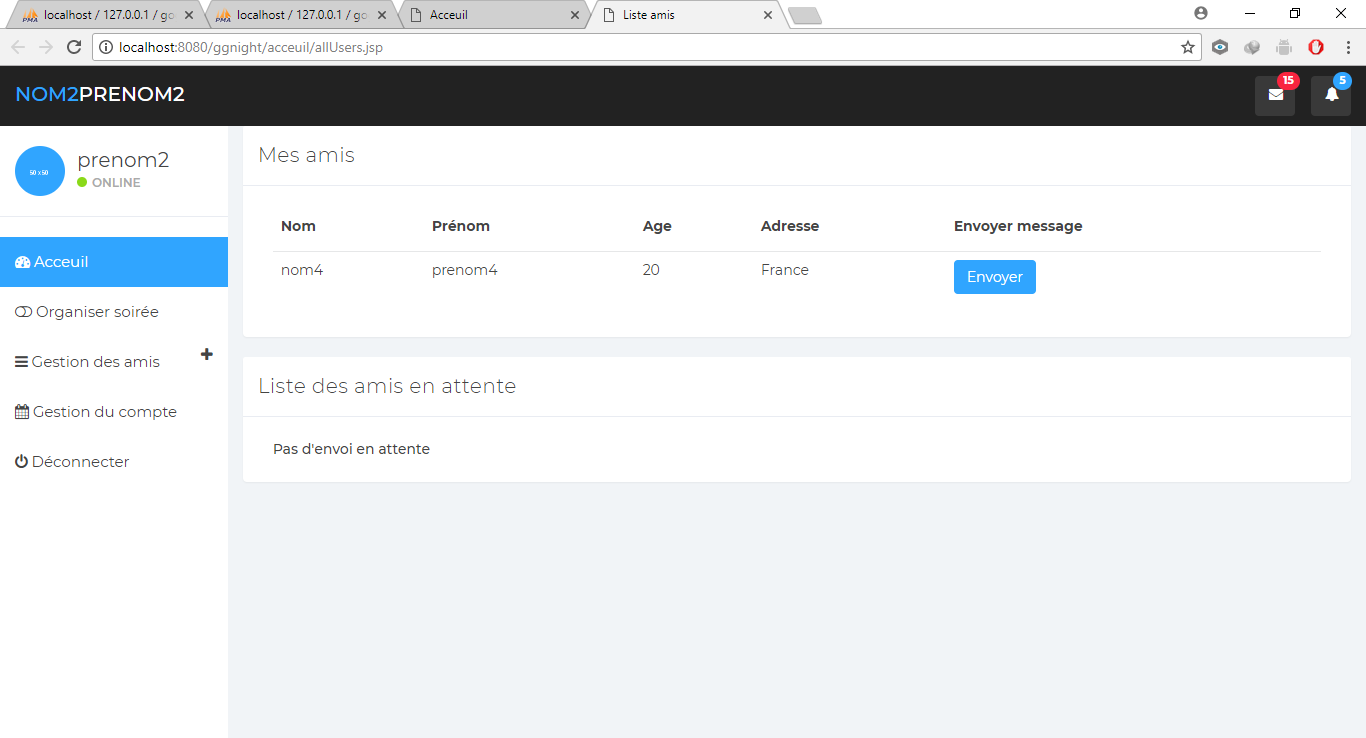 localhost / 127.0.0.1 / go
localhost / 127.0.0.1 / go
Acceuil
Liste amis
localhost:8080/ggnight/acceuil/allUsers.jsp
NOM2PRENOM2
15
5
50 x 50
prenom2
ONLINE
Acceuil
Organiser soirée
Gestion des amis
Gestion du compte
Déconnecter
Mes amis
Nom Prénom Age Adresse Envoyer message
nom4 prenom4 20 France Envoyer
Liste des amis en attente
Pas d'envoi en attente